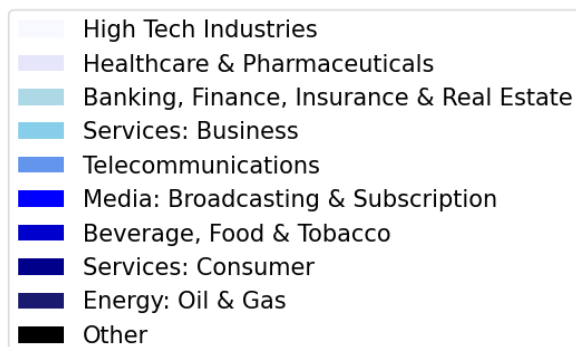 High Tech Industries
Healthcare & Pharmaceuticals
Banking, Finance, Insurance & Real Estate
Services: Business
Telecommunications
Media: Broadcasting & Subscription
Beverage, Food & Tobacco
Services: Consumer
Energy: Oil & Gas
Other